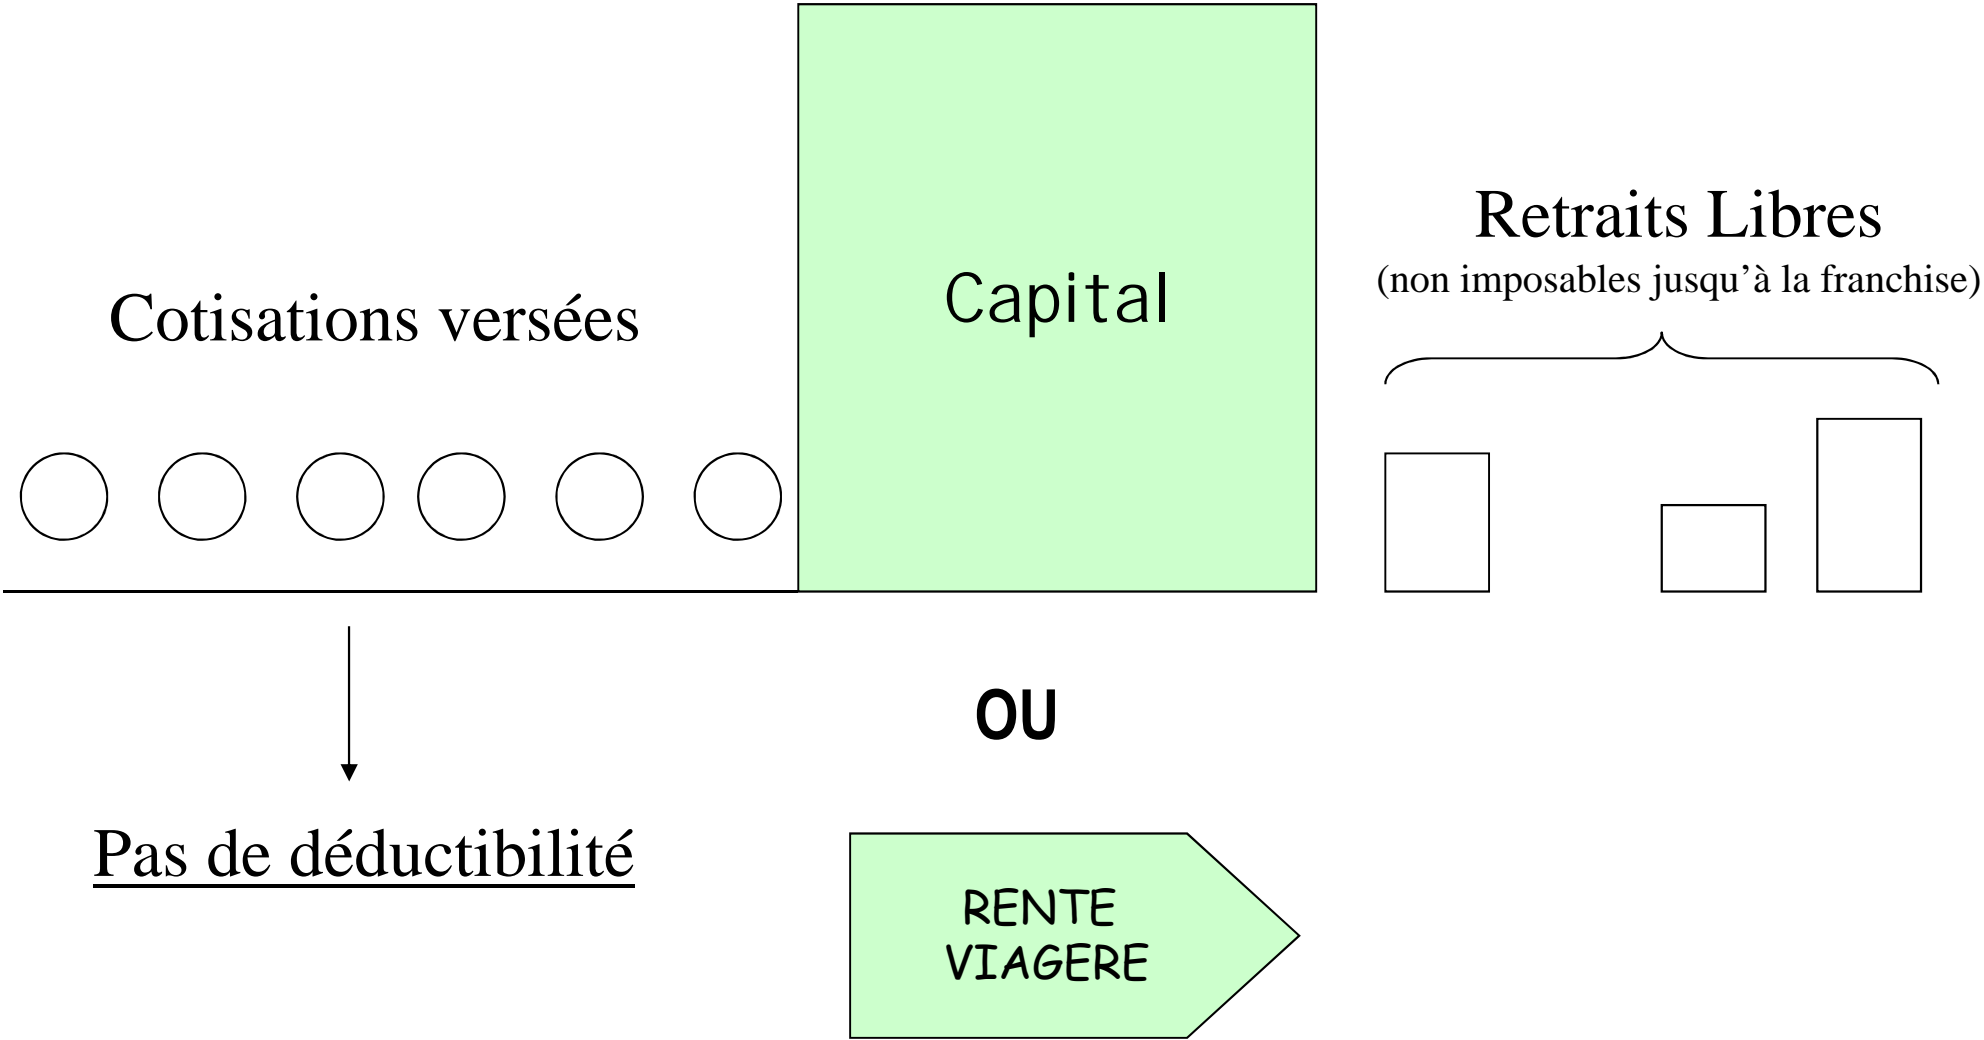 Cotisations versées
Capital
Retraits Libres
(non imposables jusqu’à la franchise)
OU
Pas de déductibilité
RENTE
VIAGERE